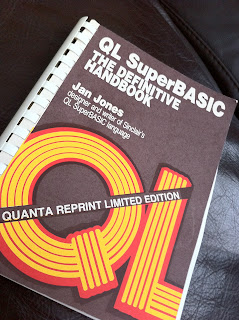 QL SuperBASIC
THE DEFINITIVE
HANDBOOK
Jan Jones
designer and writer of Sinclair's
QL SuperBASIC language
QUANTA REPRINT LIMITED EDITION
QL